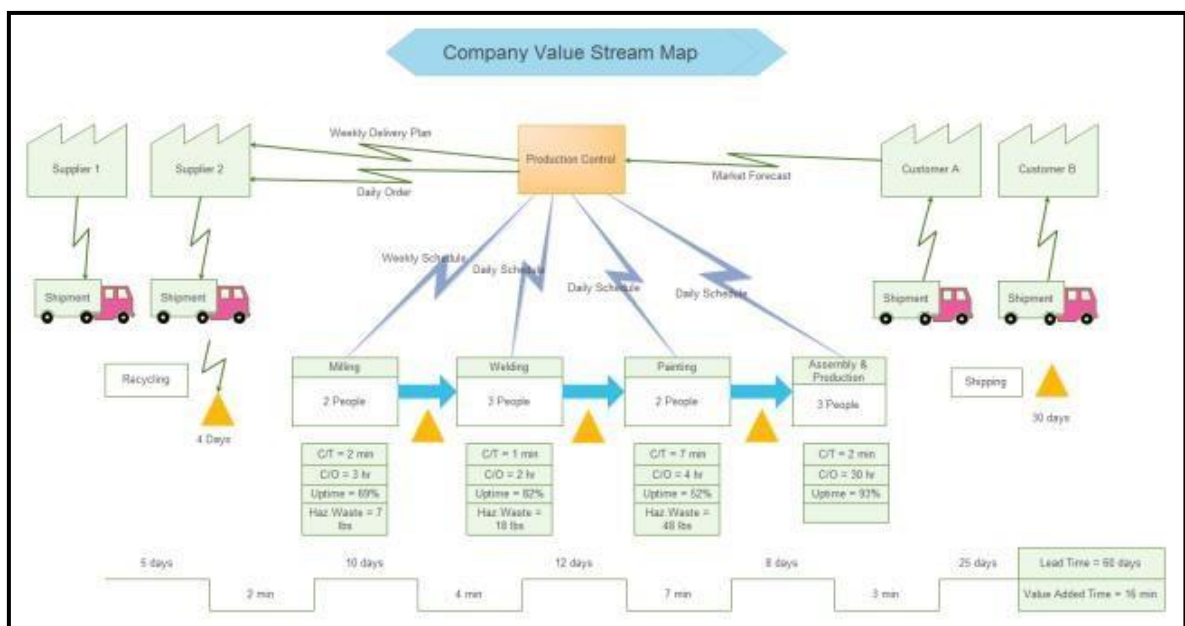 Company Value Stream Map
Weekly Delivery Plan
Supplier 1
Supplier 2
Production Control
Customer A
Customer B
Market Forecast
Daily Order
Weekly Schedule
Daily Schedule
Daily Schedule
Daily Schedule
Shipment
Shipment
Shipment
Shipment
Recycling
4 Days
Milling
2 People
Welding
3 People
Painting
2 People
Assembly &
Production
3 People
Shipping
30 days
C/T = 2 min
C/O = 3 hr
Uptime = 69%
Haz.Waste = 7
lbs
C/T = 1 min
C/O = 2 hr
Uptime = 82%
Haz.Waste =
18 lbs
C/T = 7 min
C/O = 4 hr
Uptime = 52%
Haz.Waste =
48 lbs
C/T = 2 min
C/O = 30 hr
Uptime = 93%
5 days
10 days
12 days
8 days
25 days
Lead Time = 60 days
2 min
4 min
7 min
3 min
Value Added Time = 16 min